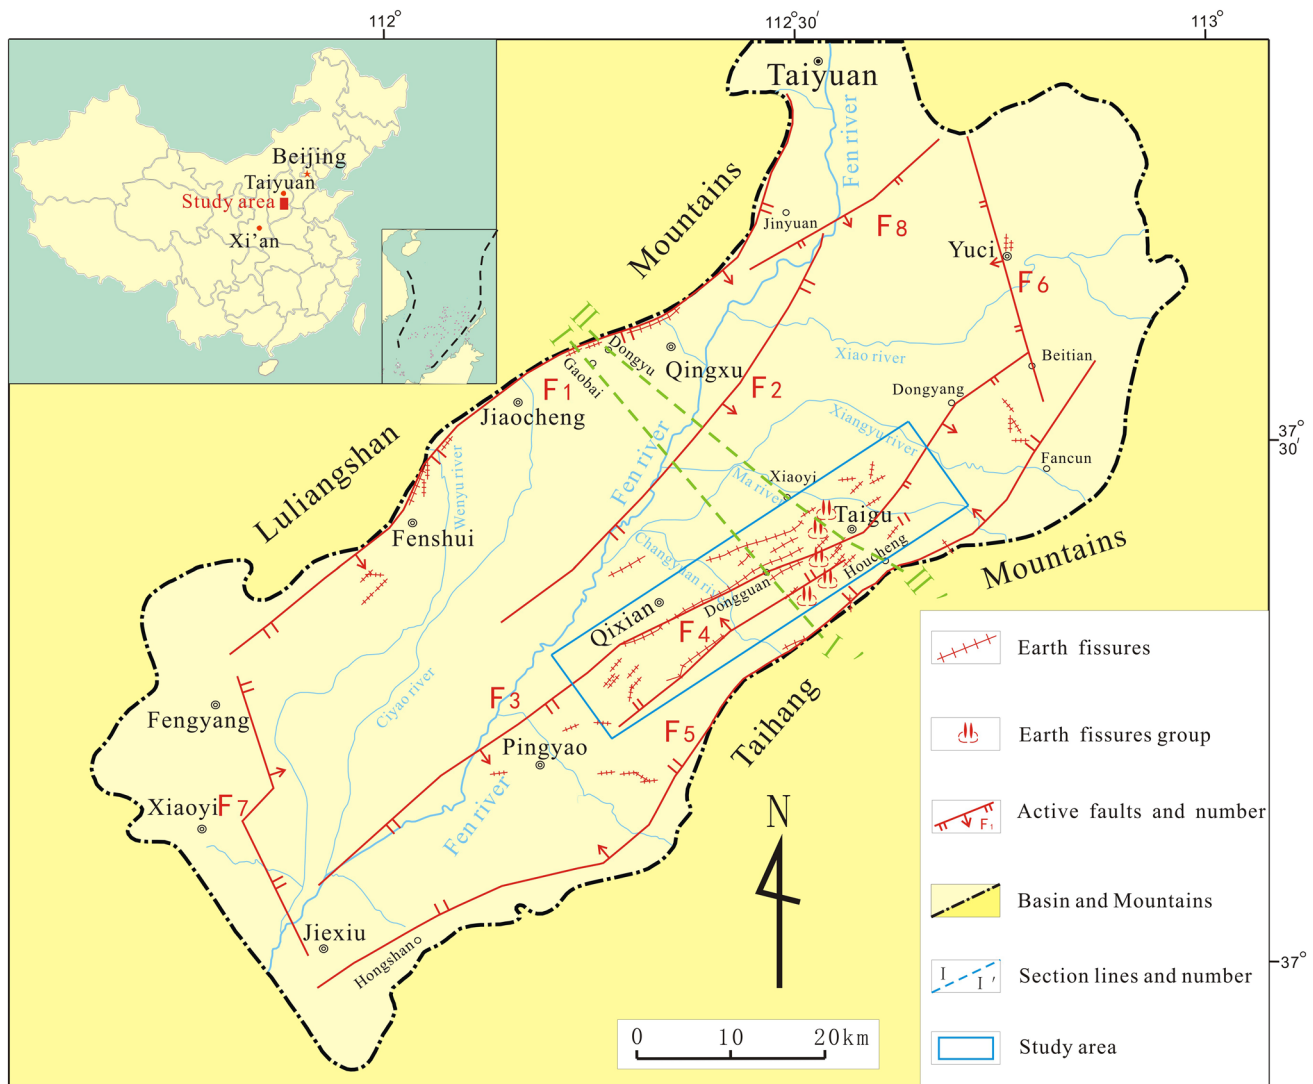 112°
112°30′
113°
Beijing
Taiyuan
Study area
Xi’an
Taiyuan
Fen river
Mountains
Jinyuan
F8
Yuci
F6
II
I
Dongyu
Gaobai
Qingxu
Xiao river
Beitian
F1
F2
Dongyang
Jiaocheng
Xiangyu river
37°
30′
Luliangshan
Wenyu river
Fen river
Xiaoyi
Ma river
Fancun
Fenshui
Taigu
Changyuan river
Houcheng
Mountains
Dongguan
II′
Qixian
F4
I′
Fengyang
Ciyao river
F3
Pingyao
F5
Taihang
Xiaoyi
F7
Fen river
N
Jiexiu
Hongshan
37°
0 10 20km
Earth fissures
Earth fissures group
Active faults and number
F1
Basin and Mountains
Section lines and number
I I′
Study area